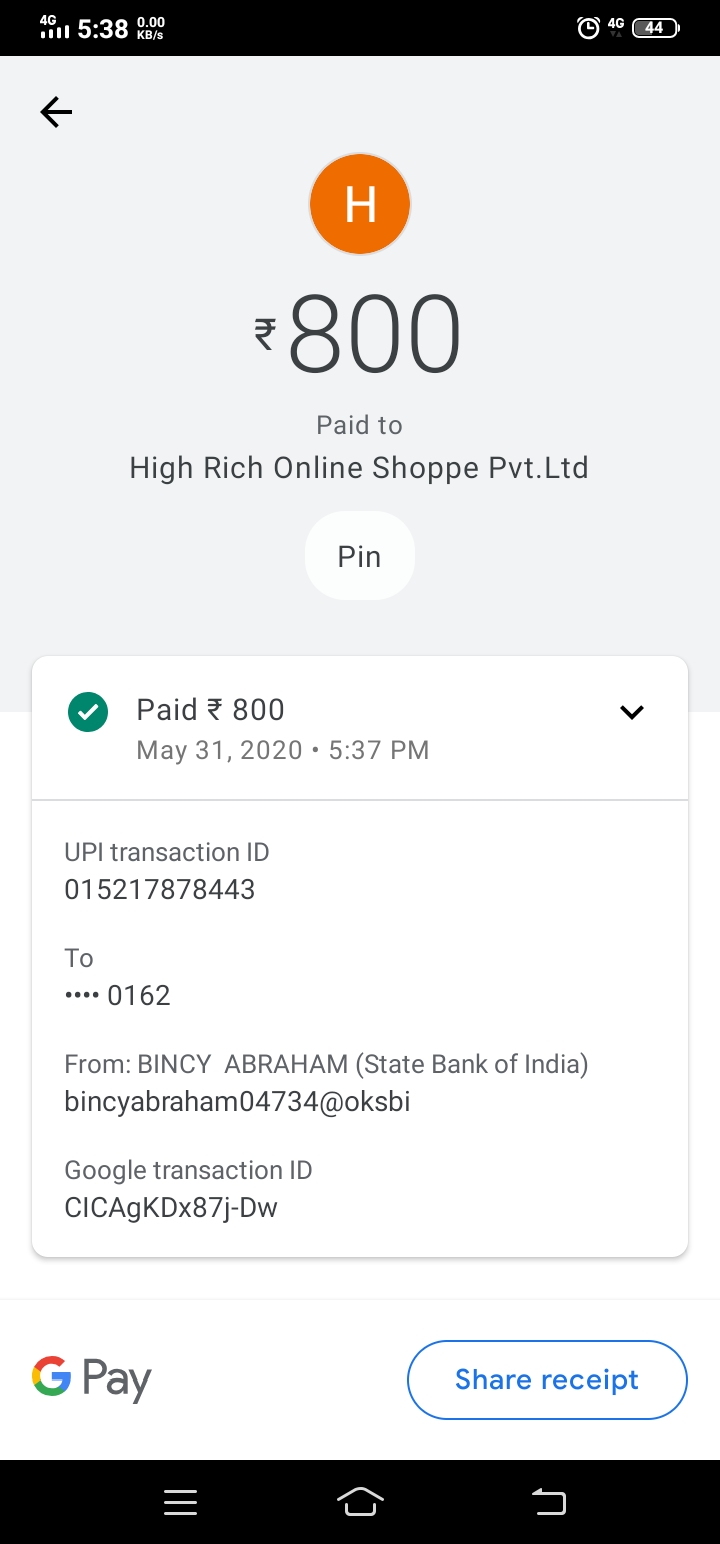 4G 5:38 0.00 KB/s 4G 44
H
₹800
Paid to
High Rich Online Shoppe Pvt.Ltd
Pin
Paid ₹ 800
May 31, 2020 • 5:37 PM
UPI transaction ID
015217878443
To
•••• 0162
From: BINCY  ABRAHAM (State Bank of India)
bincyabraham04734@oksbi
Google transaction ID
CICAgKDx87j-Dw
G Pay
Share receipt